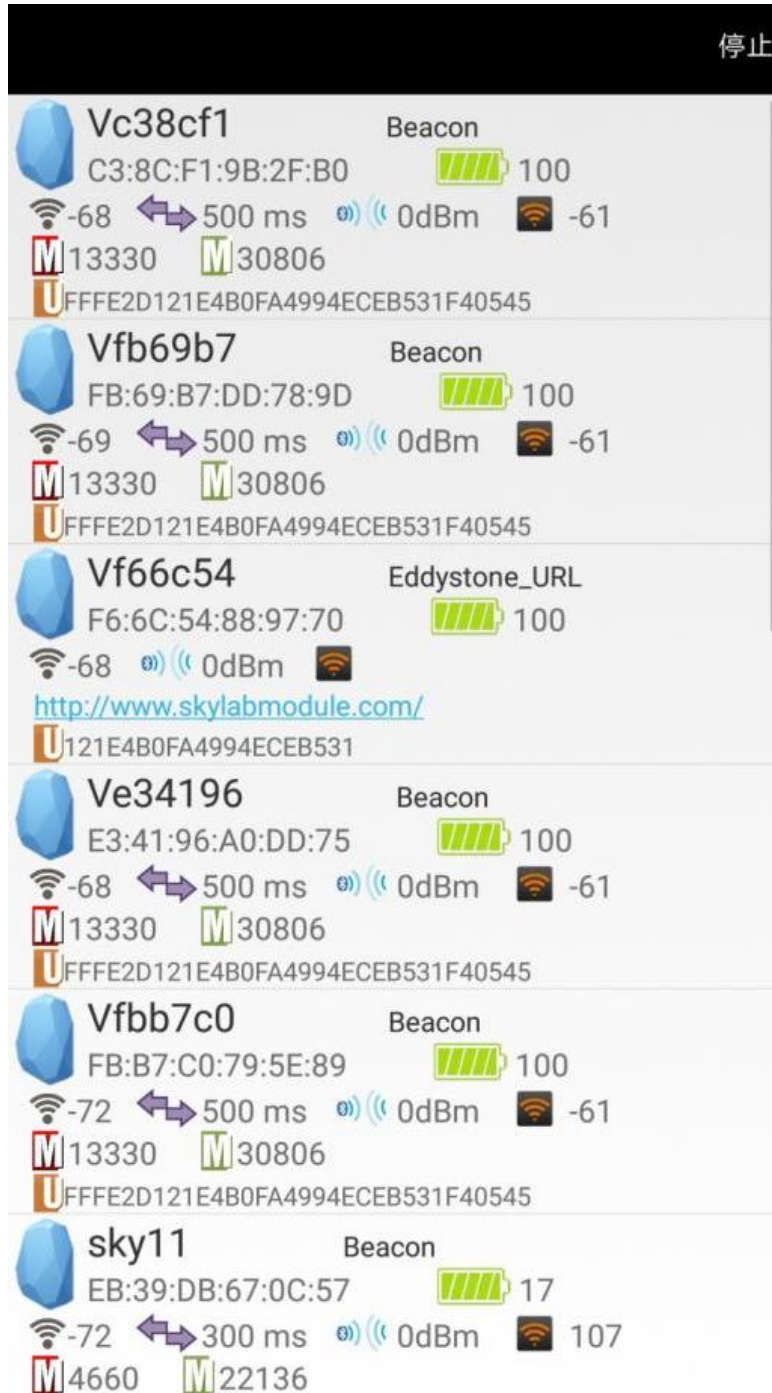 停止
Vc38cf1 Beacon
C3:8C:F1:9B:2F:B0 100
-68 500 ms 0dBm -61
M 13330 M 30806
U FFFE2D121E4B0FA4994ECEB531F40545
Vfb69b7 Beacon
FB:69:B7:DD:78:9D 100
-69 500 ms 0dBm -61
M 13330 M 30806
U FFFE2D121E4B0FA4994ECEB531F40545
Vf66c54 Eddystone_URL
F6:6C:54:88:97:70 100
-68 0dBm
http://www.skylabmodule.com/
U 121E4B0FA4994ECEB531
Ve34196 Beacon
E3:41:96:A0:DD:75 100
-68 500 ms 0dBm -61
M 13330 M 30806
U FFFE2D121E4B0FA4994ECEB531F40545
Vfbb7c0 Beacon
FB:B7:C0:79:5E:89 100
-72 500 ms 0dBm -61
M 13330 M 30806
U FFFE2D121E4B0FA4994ECEB531F40545
sky11 Beacon
EB:39:DB:67:0C:57 17
-72 300 ms 0dBm 107
M 4660 M 22136